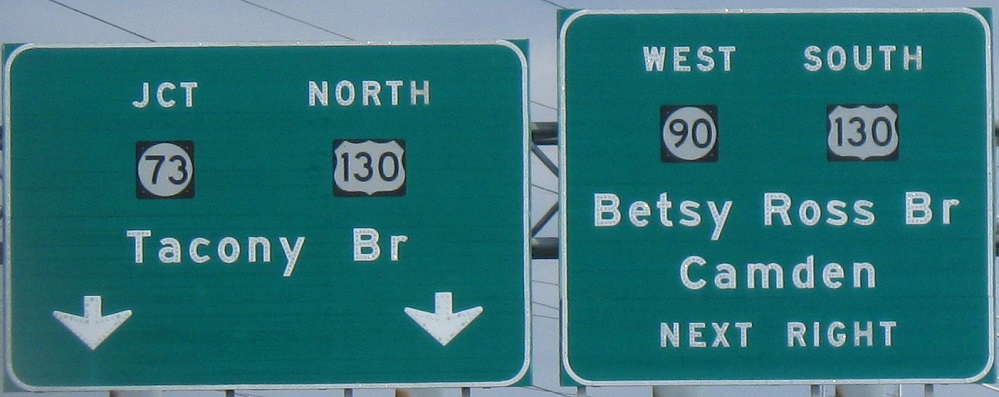 JCT NORTH
73 130
Tacony Br
WEST SOUTH
90 130
Betsy Ross Br
Camden
NEXT RIGHT